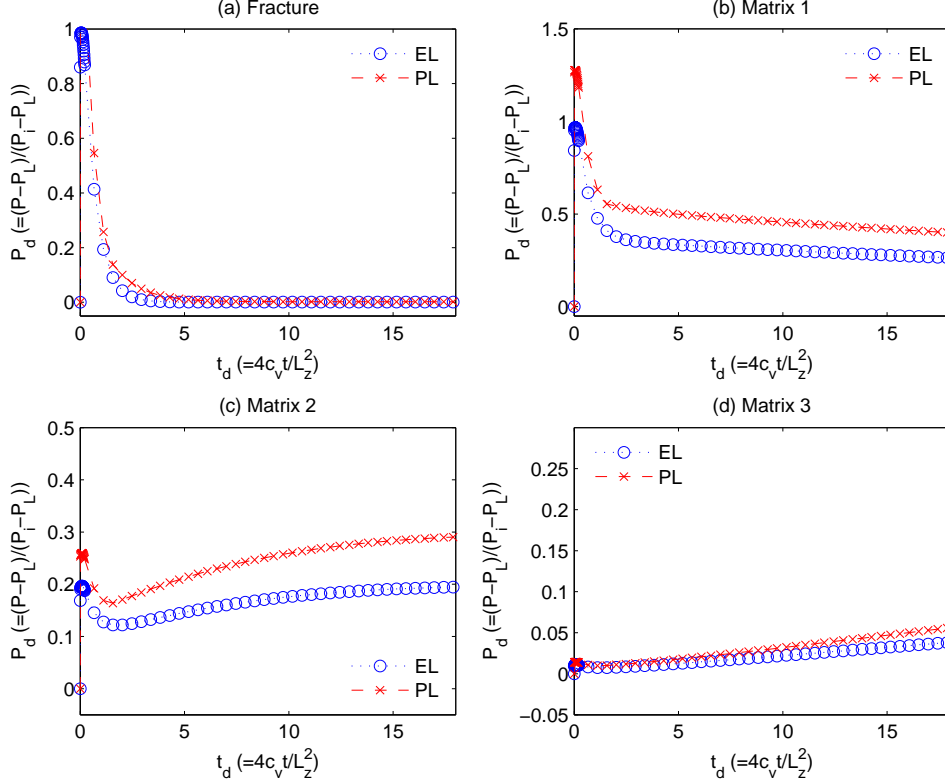 (a) Fracture
1
0.8
0.6
0.4
0.2
0
P_d (=(P−P_L)/(P_i−P_L))
EL
PL
0 5 10 15
t_d (=4c_vt/L_z^2)
(b) Matrix 1
1.5
1
0.5
0
P_d (=(P−P_L)/(P_i−P_L))
EL
PL
0 5 10 15
t_d (=4c_vt/L_z^2)
(c) Matrix 2
0.5
0.4
0.3
0.2
0.1
0
P_d (=(P−P_L)/(P_i−P_L))
EL
PL
0 5 10 15
t_d (=4c_vt/L_z^2)
(d) Matrix 3
0.25
0.2
0.15
0.1
0.05
0
−0.05
P_d (=(P−P_L)/(P_i−P_L))
EL
PL
0 5 10 15
t_d (=4c_vt/L_z^2)